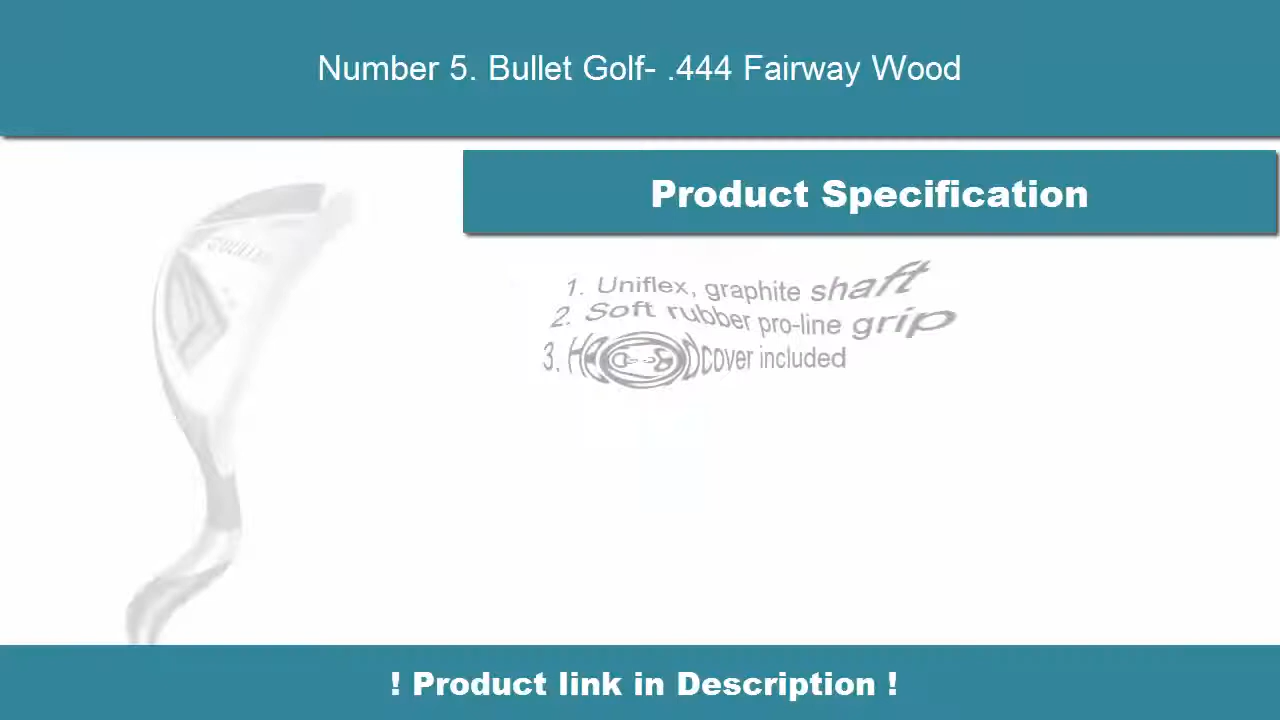 Number 5. Bullet Golf- .444 Fairway Wood
Product Specification
1. Uniflex, graphite shaft
2. Soft rubber pro-line grip
3. cover included
! Product link in Description !